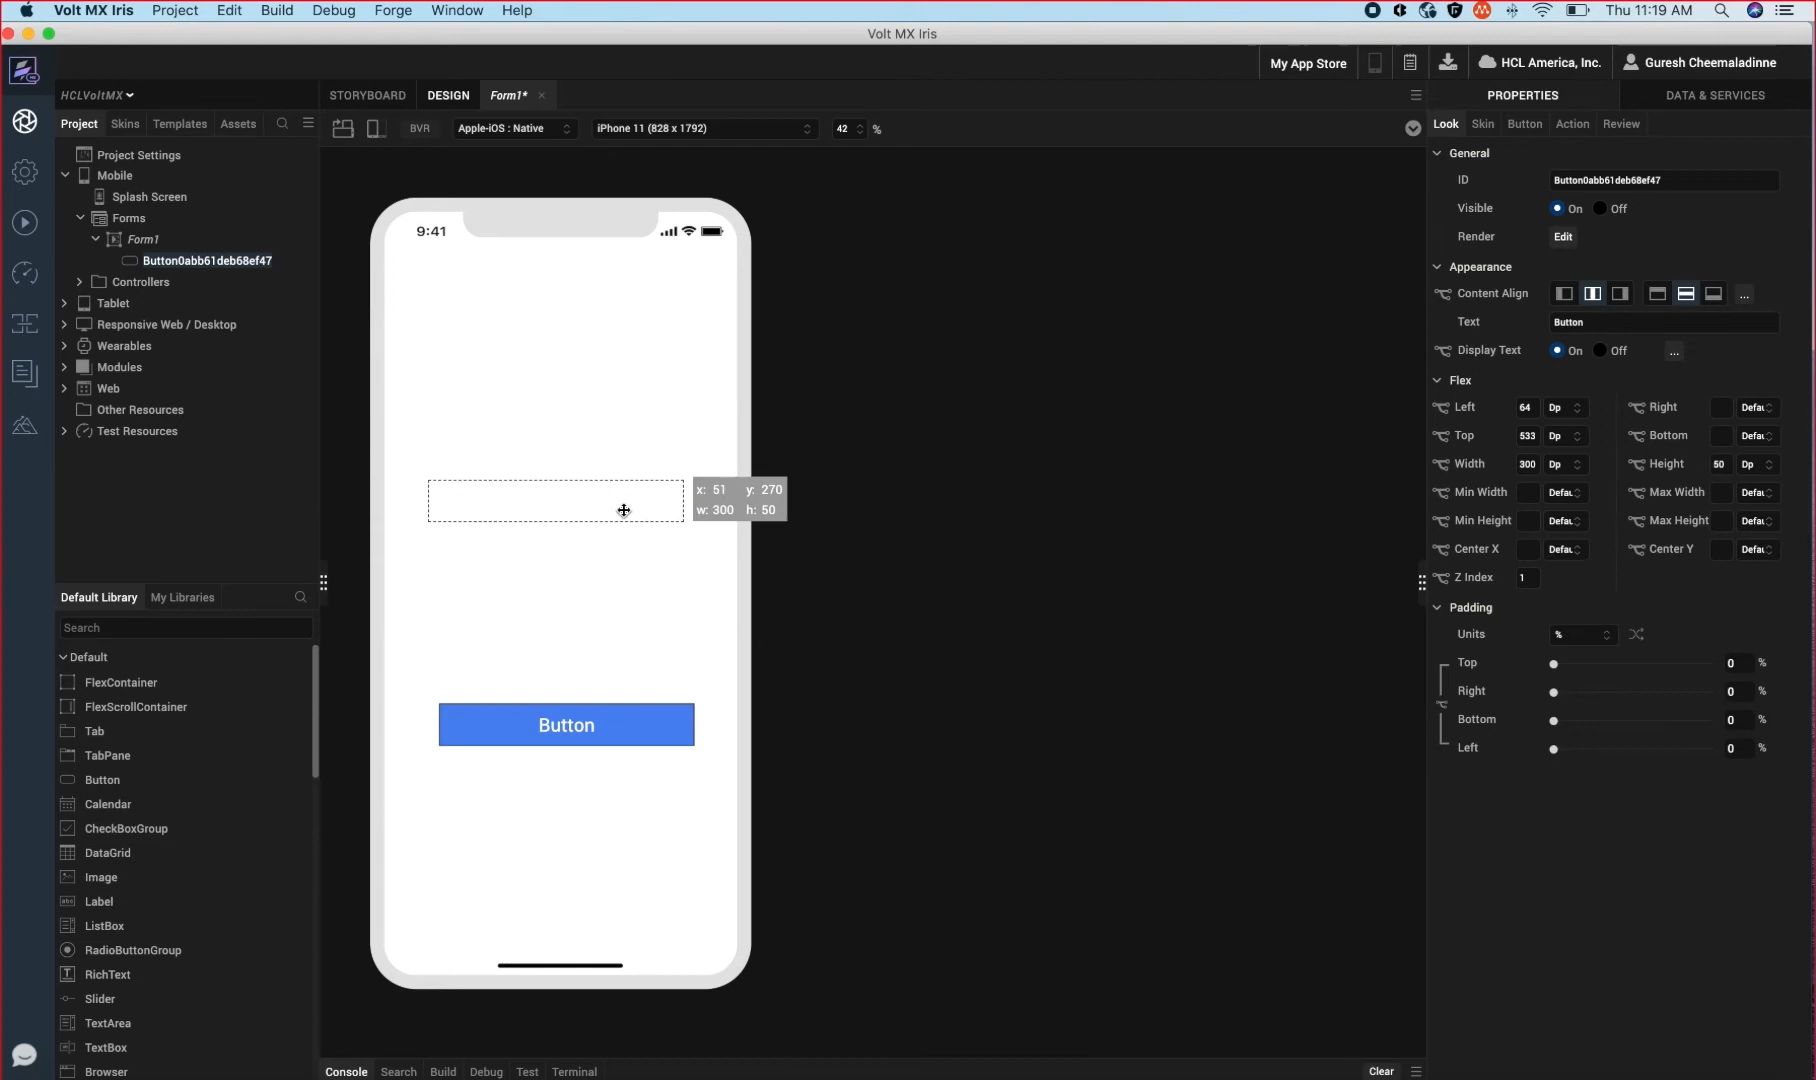 Volt MX Iris Project Edit Build Debug Forge Window Help Thu 11:19 AM
Volt MX Iris
My App Store HCL America, Inc. Guresh Cheemaladinne
HCLVoltMX STORYBOARD DESIGN Form1* × PROPERTIES DATA & SERVICES
Project Skins Templates Assets BVR Apple-iOS : Native iPhone 11 (828 x 1792) 42 % Look Skin Button Action Review
Project Settings
Mobile
Splash Screen
Forms
Form1
Button0abb61deb68ef47
Controllers
Tablet
Responsive Web / Desktop
Wearables
Modules
Web
Other Resources
Test Resources
Default Library My Libraries
Search
Default
FlexContainer
FlexScrollContainer
Tab
TabPane
Button
Calendar
CheckBoxGroup
DataGrid
Image
Label
ListBox
RadioButtonGroup
RichText
Slider
TextArea
TextBox
Browser
9:41
x: 51 y: 270
w: 300 h: 50
Button
General
ID Button0abb61deb68ef47
Visible On Off
Render Edit
Appearance
Content Align ...
Text Button
Display Text On Off ...
Flex
Left 64 Dp Right Defau
Top 533 Dp Bottom Defau
Width 300 Dp Height 50 Dp
Min Width Defau Max Width Defau
Min Height Defau Max Height Defau
Center X Defau Center Y Defau
Z Index 1
Padding
Units %
Top 0 %
Right 0 %
Bottom 0 %
Left 0 %
Console Search Build Debug Test Terminal Clear